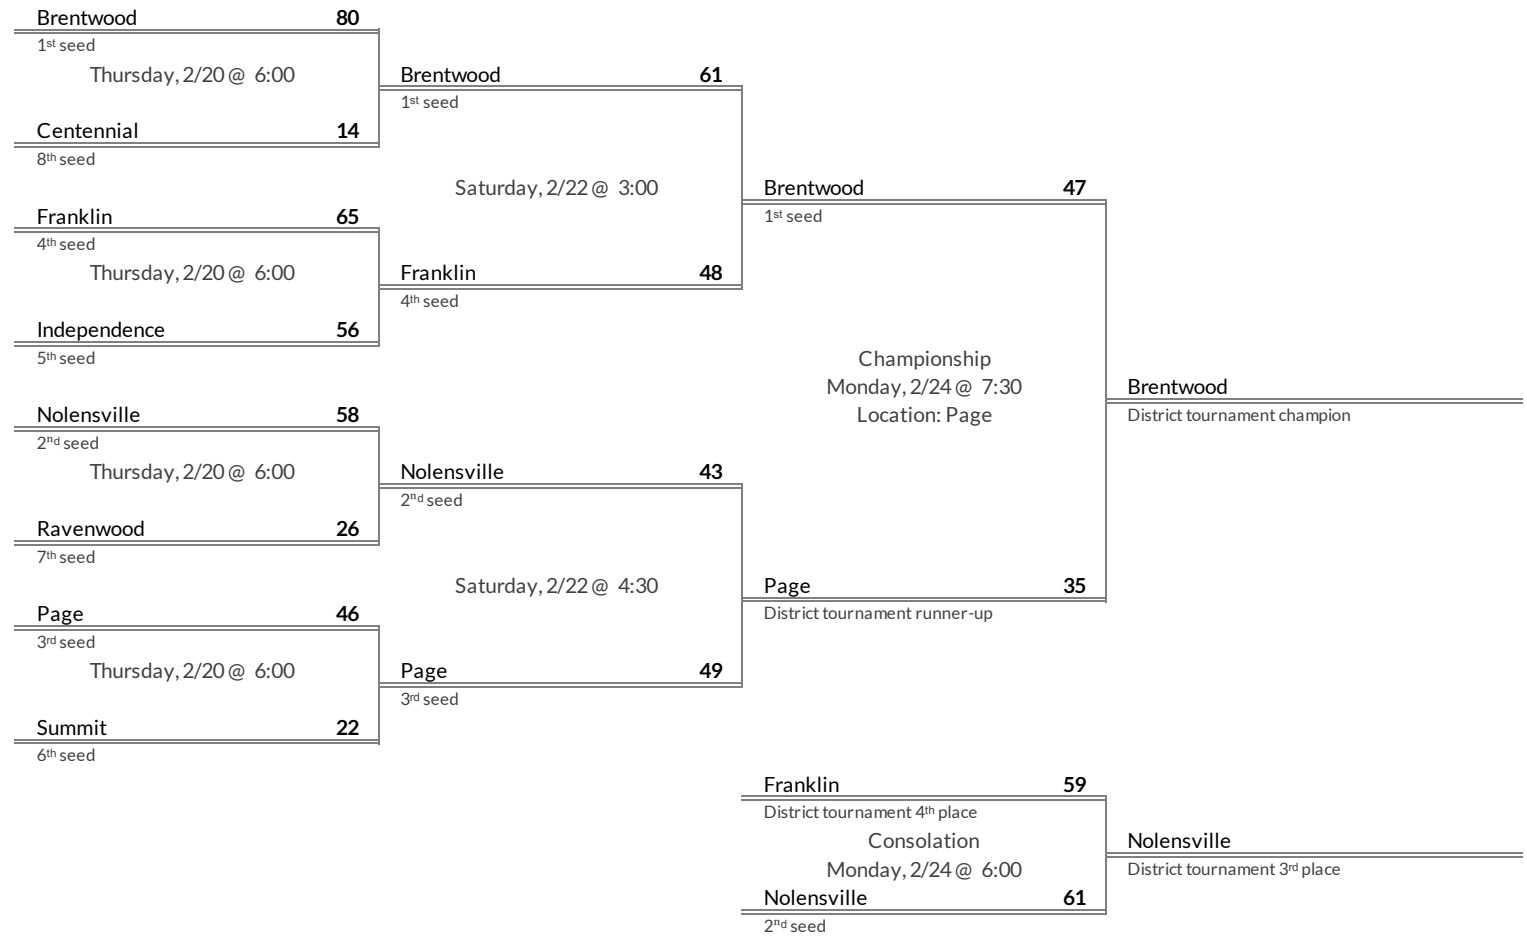 Brentwood 80
1st seed
Thursday, 2/20 @ 6:00
Centennial 14
8th seed
Franklin 65
4th seed
Thursday, 2/20 @ 6:00
Independence 56
5th seed
Nolensville 58
2nd seed
Thursday, 2/20 @ 6:00
Ravenwood 26
7th seed
Page 46
3rd seed
Thursday, 2/20 @ 6:00
Summit 22
6th seed
Brentwood 61
1st seed
Saturday, 2/22 @ 3:00
Franklin 48
4th seed
Nolensville 43
2nd seed
Saturday, 2/22 @ 4:30
Page 49
3rd seed
Brentwood 47
1st seed
Championship
Monday, 2/24 @ 7:30
Location: Page
Page 35
District tournament runner-up
Brentwood
District tournament champion
Franklin 59
District tournament 4th place
Consolation
Monday, 2/24 @ 6:00
Nolensville 61
2nd seed
Nolensville
District tournament 3rd place